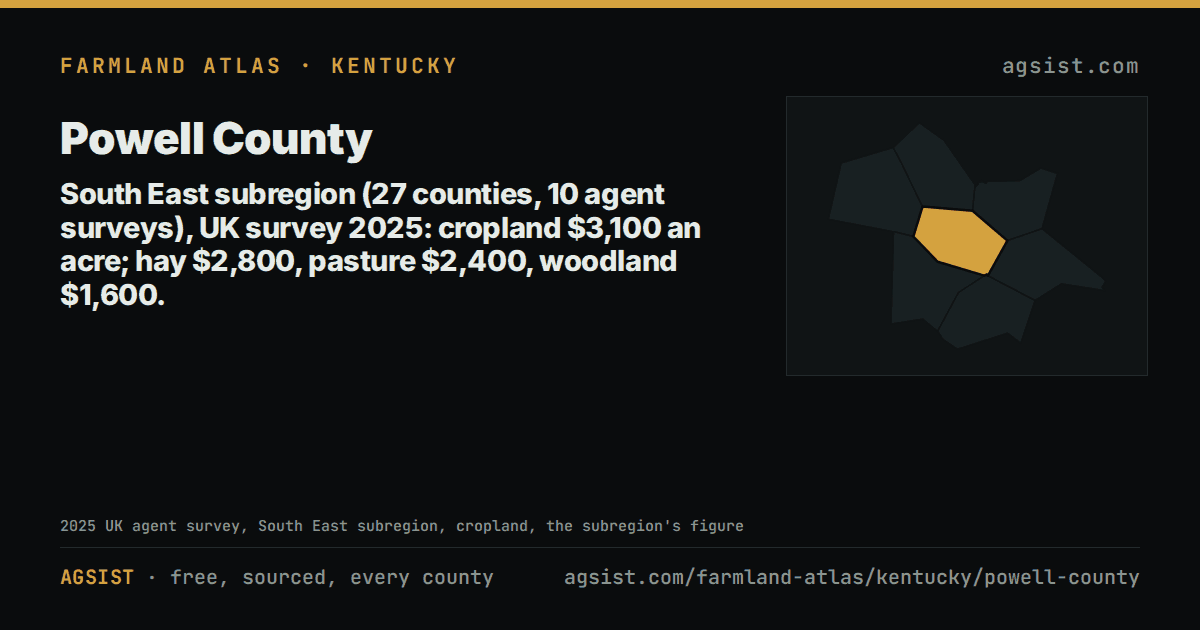 FARMLAND ATLAS · KENTUCKY
agsist.com
Powell County
South East subregion (27 counties, 10 agent
surveys), UK survey 2025: cropland $3,100 an
acre; hay $2,800, pasture $2,400, woodland
$1,600.
2025 UK agent survey, South East subregion, cropland, the subregion's figure
AGSIST · free, sourced, every county
agsist.com/farmland-atlas/kentucky/powell-county